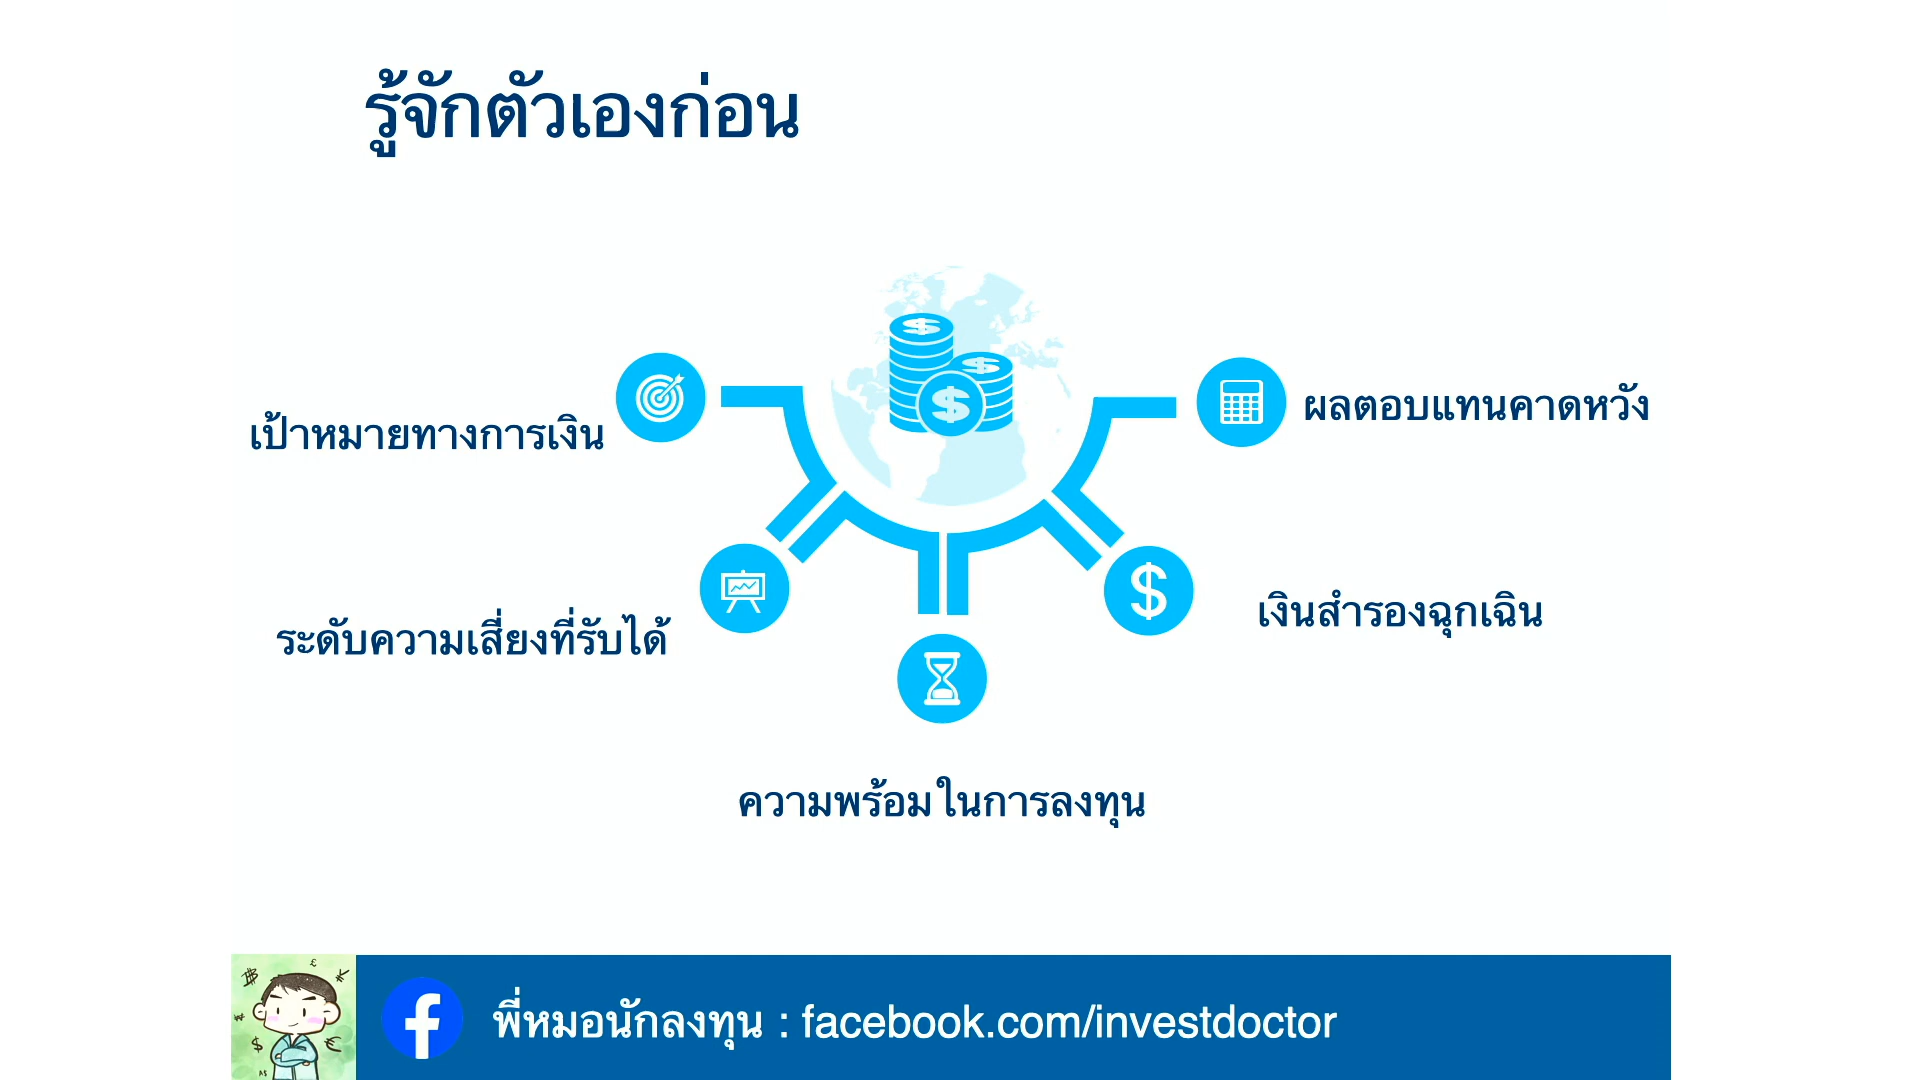 รู้จักตัวเองก่อน
เป้าหมายทางการเงิน
ระดับความเสี่ยงที่รับได้
ความพร้อมในการลงทุน
เงินสำรองฉุกเฉิน
ผลตอบแทนคาดหวัง
พี่หมอนักลงทุน : facebook.com/investdoctor